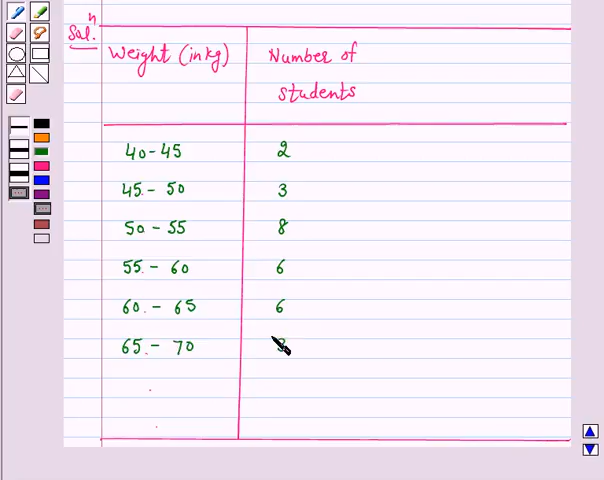 Sol.ⁿ
Weight (in kg) Number of
students
40 - 45 2
45 - 50 3
50 - 55 8
55 - 60 6
60 - 65 6
65 - 70